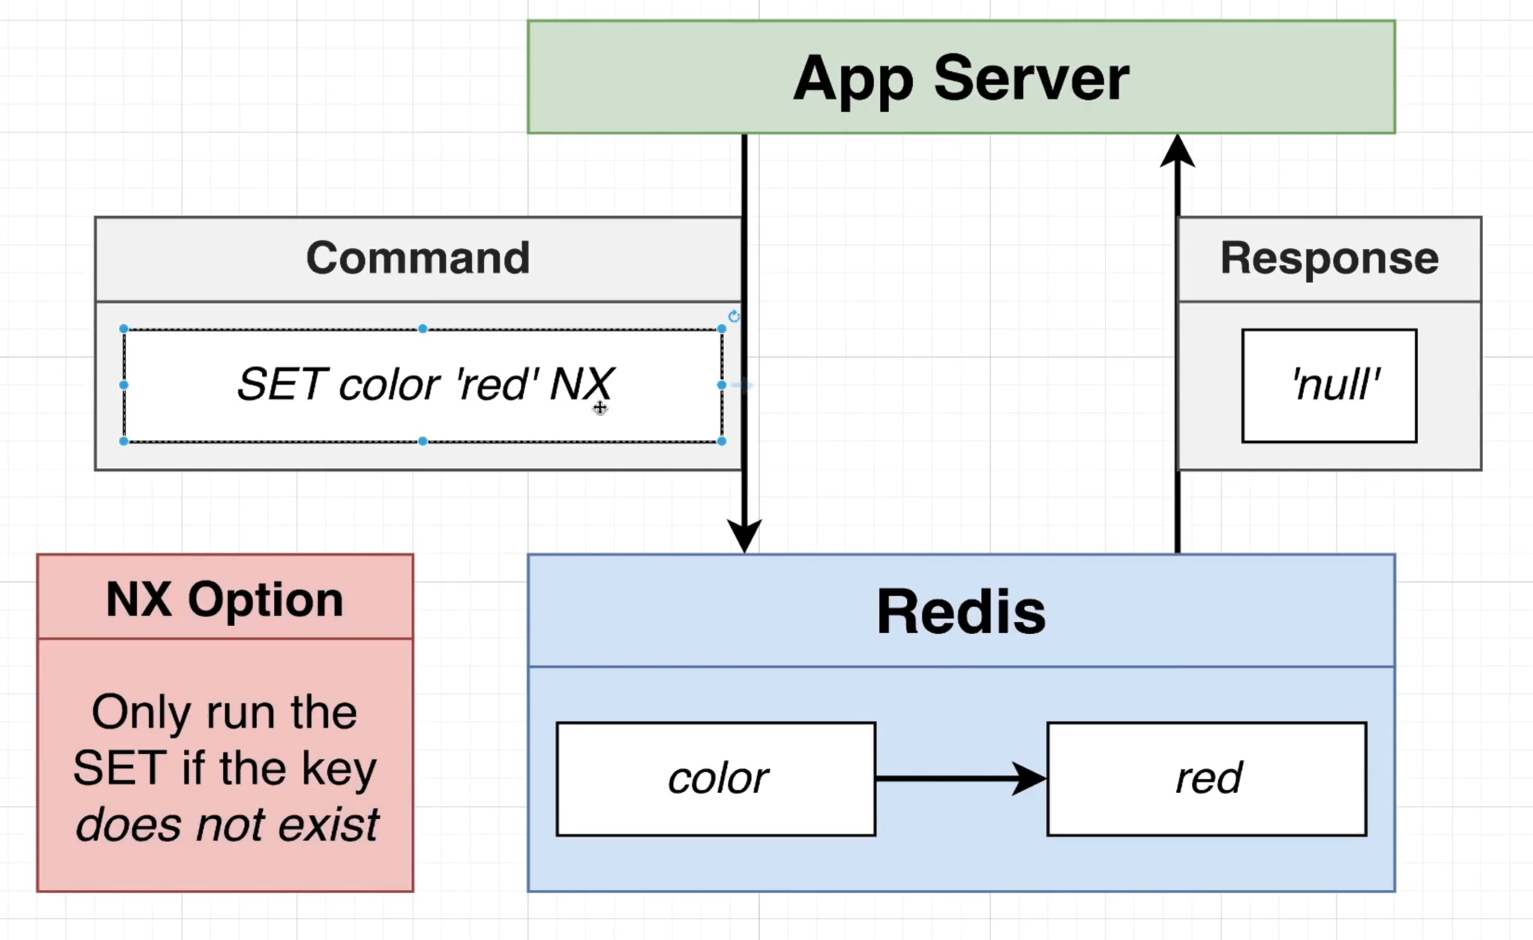 App Server
Command
Response
SET color 'red' NX
'null'
NX Option
Only run the
SET if the key
does not exist
Redis
color
red